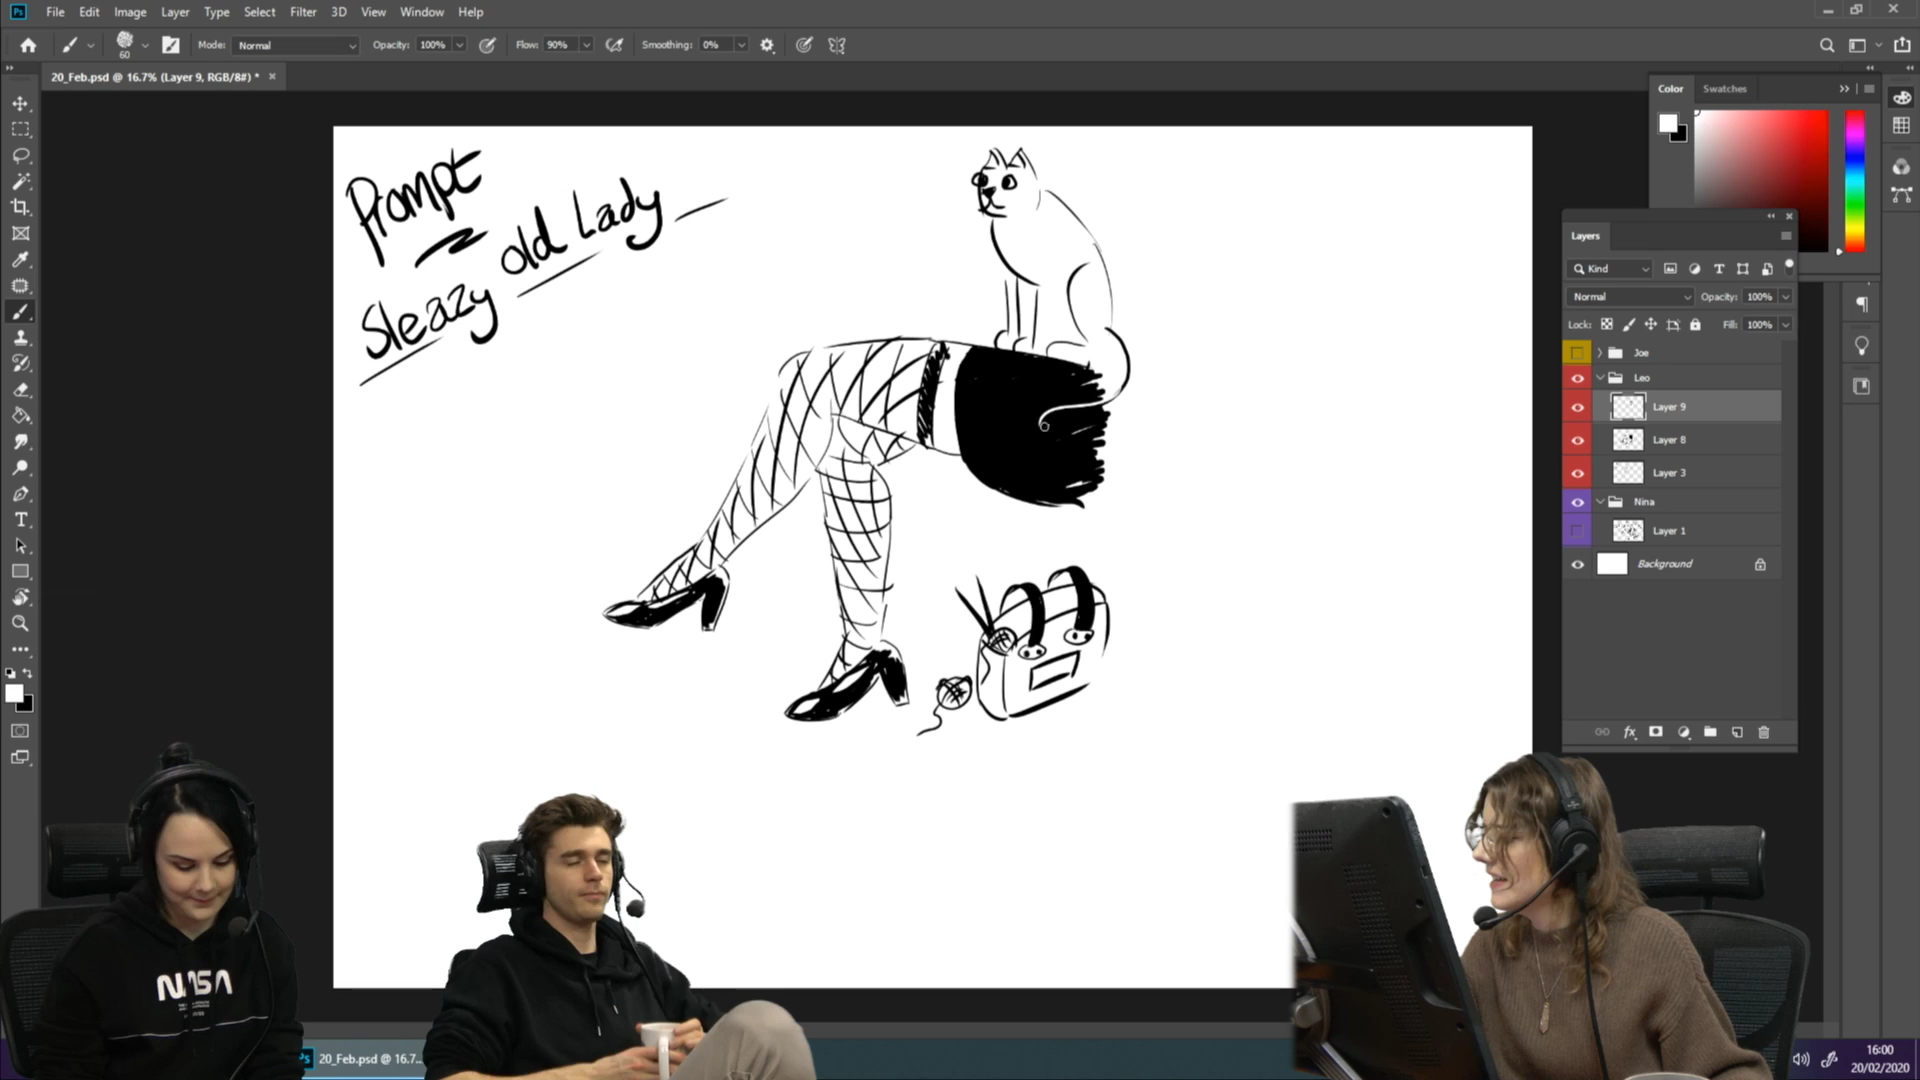 File Edit Image Layer Type Select Filter 3D View Window Help
60 Mode: Normal Opacity: 100% Flow: 90% Smoothing: 0%
20_Feb.psd @ 16.7% (Layer 9, RGB/8#) *
Color Swatches
Prompt
Sleazy old Lady
Layers
Kind
Normal Opacity: 100%
Lock: Fill: 100%
Joe
Leo
Layer 9
Layer 8
Layer 3
Nina
Layer 1
Background
fx
NASA
20_Feb.psd @ 16.7...
16:00
20/02/2020